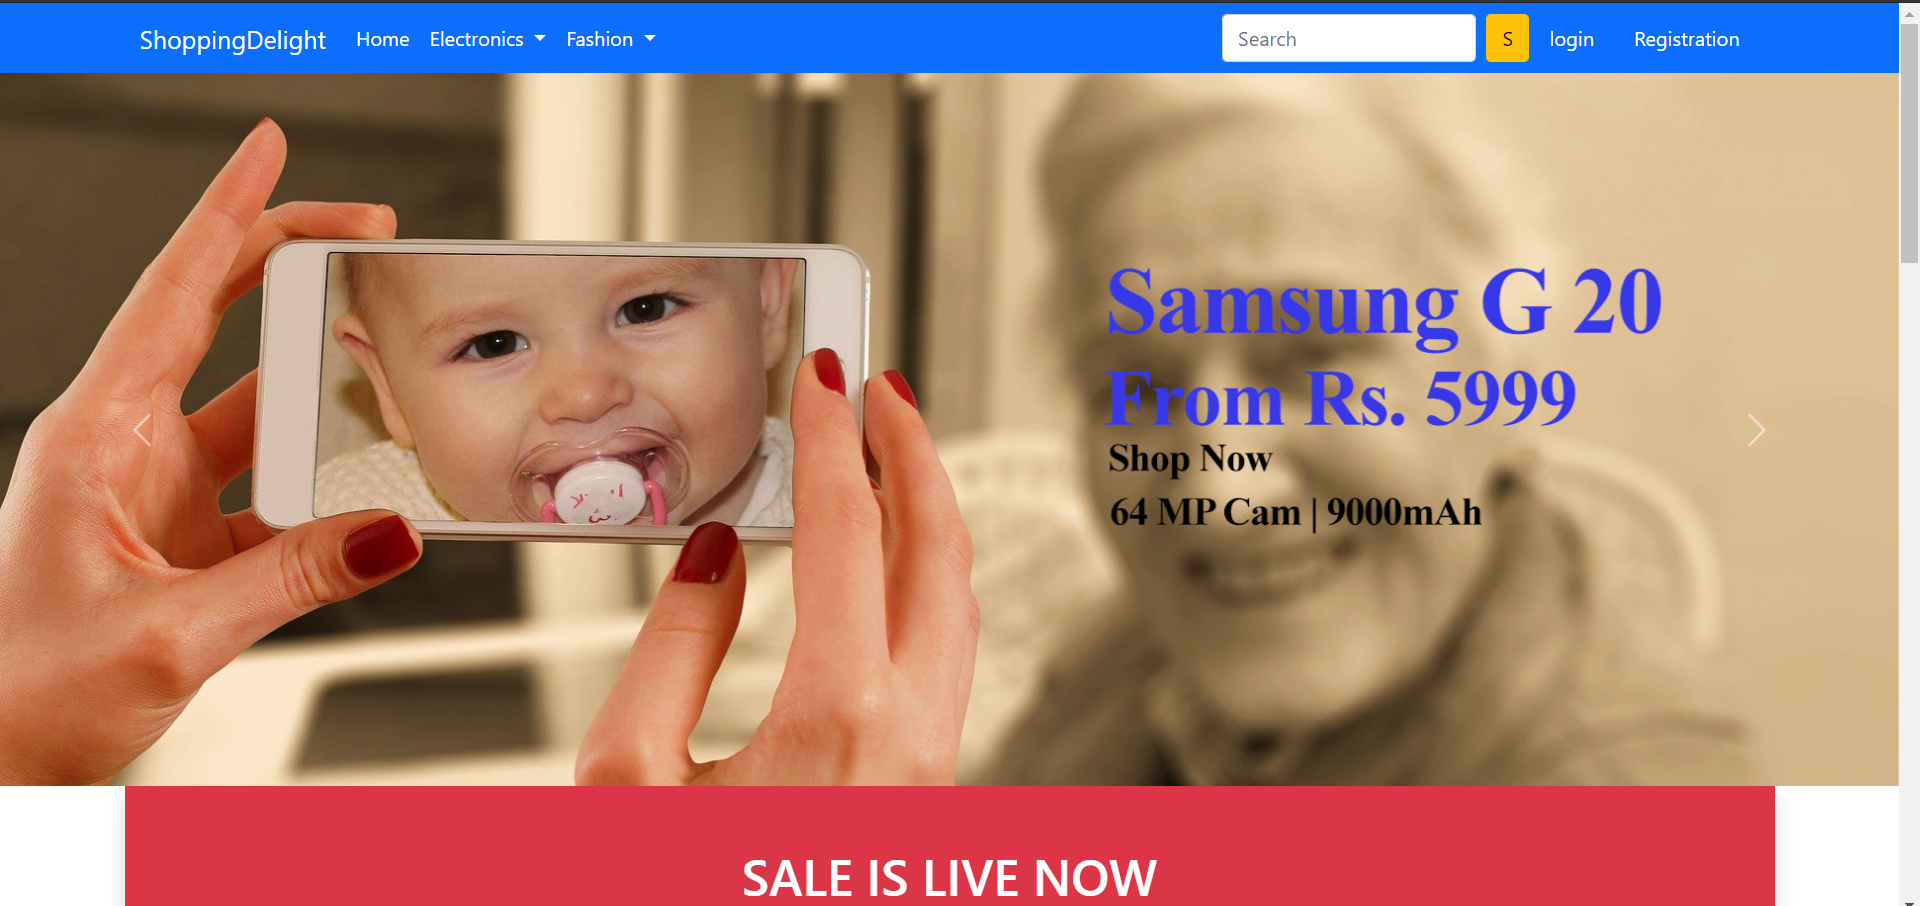 ShoppingDelight Home Electronics Fashion Search S login Registration
Samsung G 20
From Rs. 5999
Shop Now
64 MP Cam | 9000mAh
SALE IS LIVE NOW